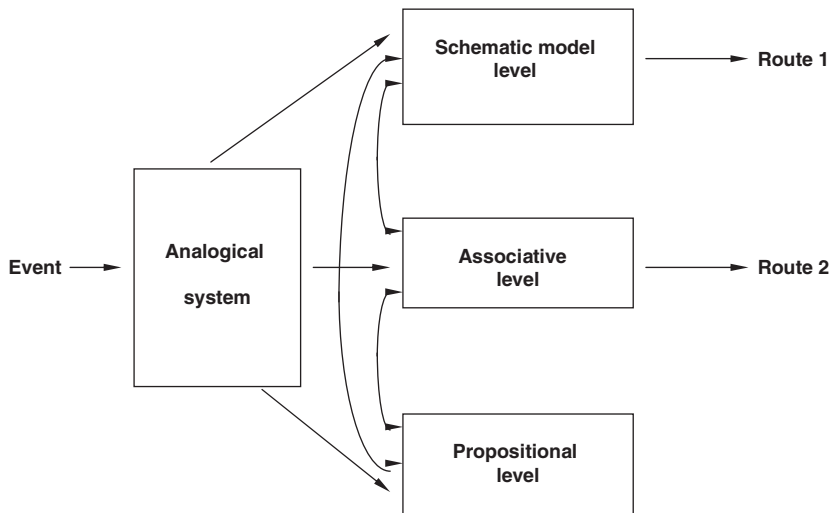 Schematic model
level
Route 1
Event
Analogical
system
Associative
level
Route 2
Propositional
level